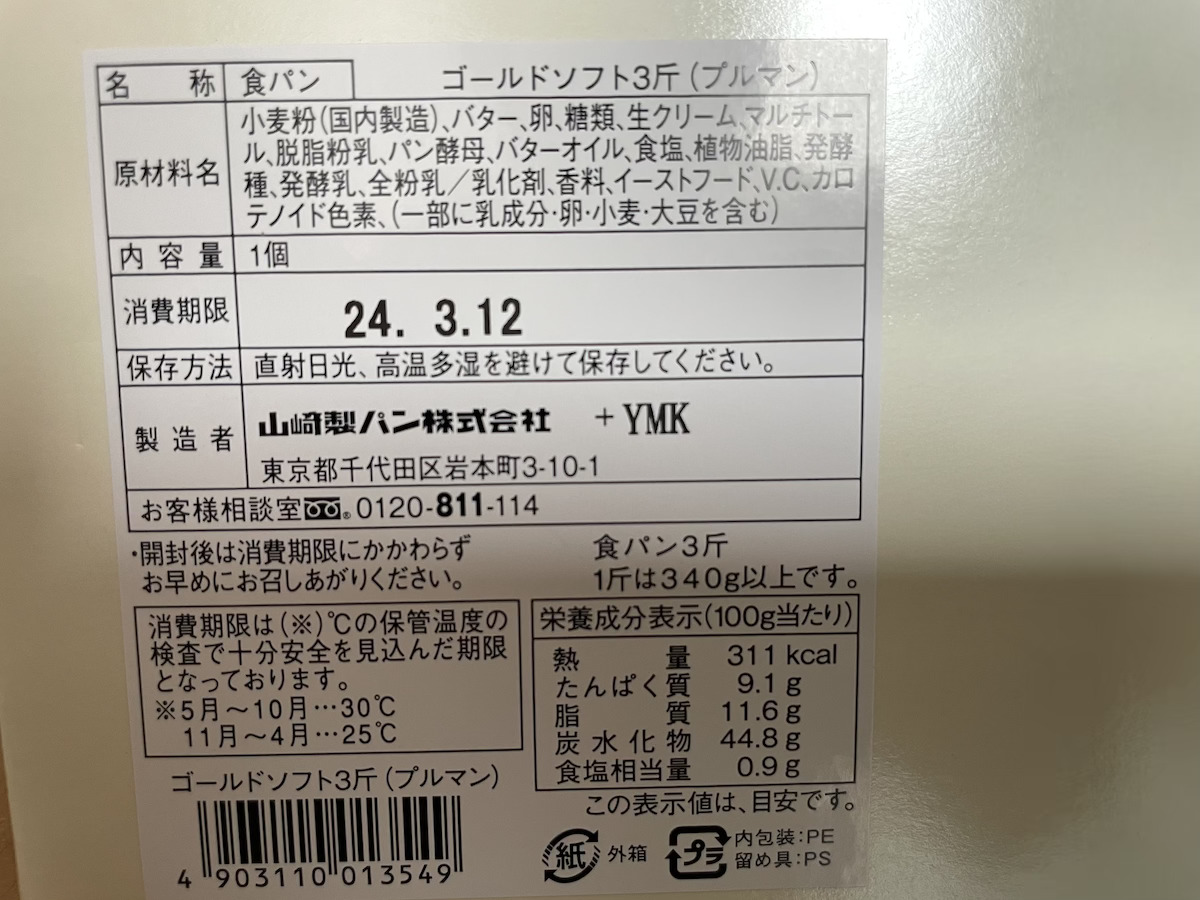 名称 食パン ゴールドソフト3斤(プルマン)
原材料名 小麦粉(国内製造)、バター、卵、糖類、生クリーム、マルチトー
ル、脱脂粉乳、パン酵母、バターオイル、食塩、植物油脂、発酵
種、発酵乳、全粉乳/乳化剤、香料、イーストフード、V.C、カロ
テノイド色素、(一部に乳成分・卵・小麦・大豆を含む)
内容量 1個
消費期限 24. 3.12
保存方法 直射日光、高温多湿を避けて保存してください。
製造者 山崎製パン株式会社 +YMK
東京都千代田区岩本町3-10-1
お客様相談室 ® 0120-811-114
・開封後は消費期限にかかわらず
お早めにお召しあがりください。
食パン3斤
1斤は340g以上です。
消費期限は(※)℃の保管温度の
検査で十分安全を見込んだ期限
となっております。
※5月〜10月…30℃
11月〜4月…25℃
栄養成分表示(100g当たり)
熱量 311 kcal
たんぱく質 9.1 g
脂質 11.6 g
炭水化物 44.8 g
食塩相当量 0.9 g
この表示値は、目安です。
ゴールドソフト3斤(プルマン)
4 903110 013549
紙 外箱
プラ 内包装:PE
留め具:PS